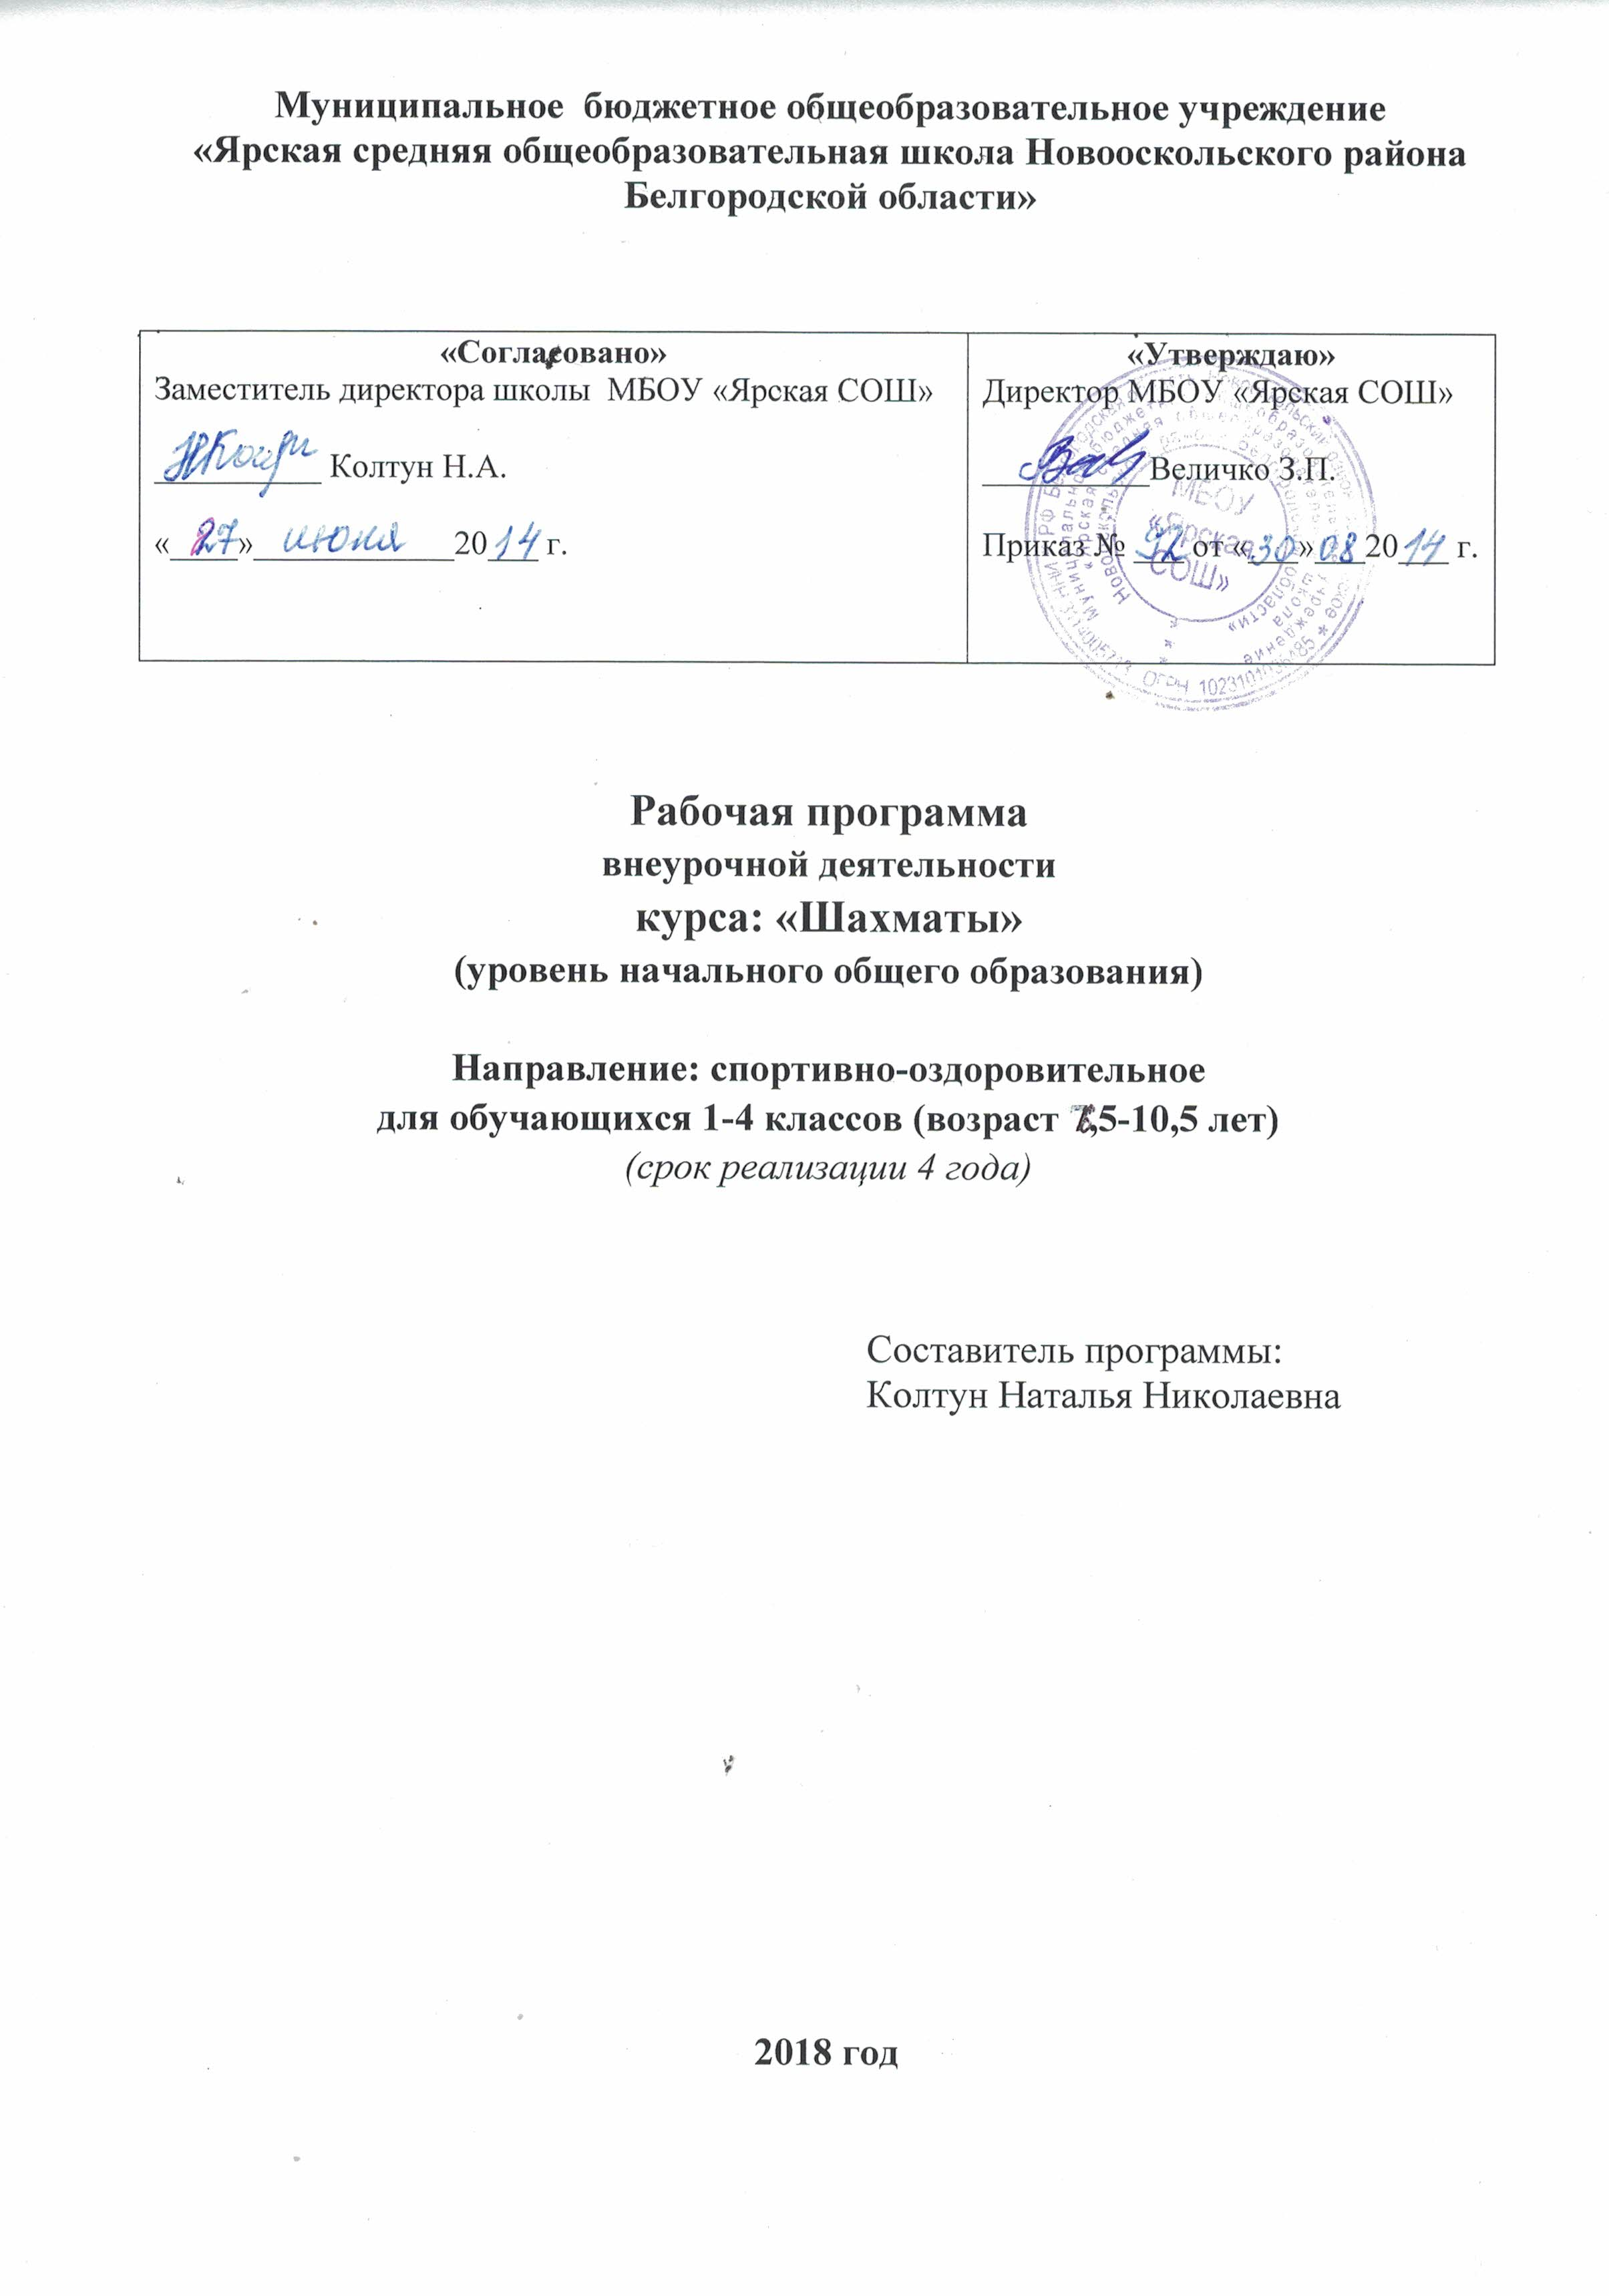 Муниципальное бюджетное общеобразовательное учреждение
«Ярская средняя общеобразовательная школа Новооскольского района
Белгородской области»
«Согласовано»
Заместитель директора школы МБОУ «Ярская СОШ»
Колтун Н.А.
«27» июня 2014 г.
«Утверждаю»
Директор МБОУ «Ярская СОШ»
Величко З.П.
Приказ № от «30» 08 2014 г.
МБОУ
«Ярская
СОШ»
Рабочая программа
внеурочной деятельности
курса: «Шахматы»
(уровень начального общего образования)
Направление: спортивно-оздоровительное
для обучающихся 1-4 классов (возраст ,5-10,5 лет)
(срок реализации 4 года)
Составитель программы:
Колтун Наталья Николаевна
2018 год